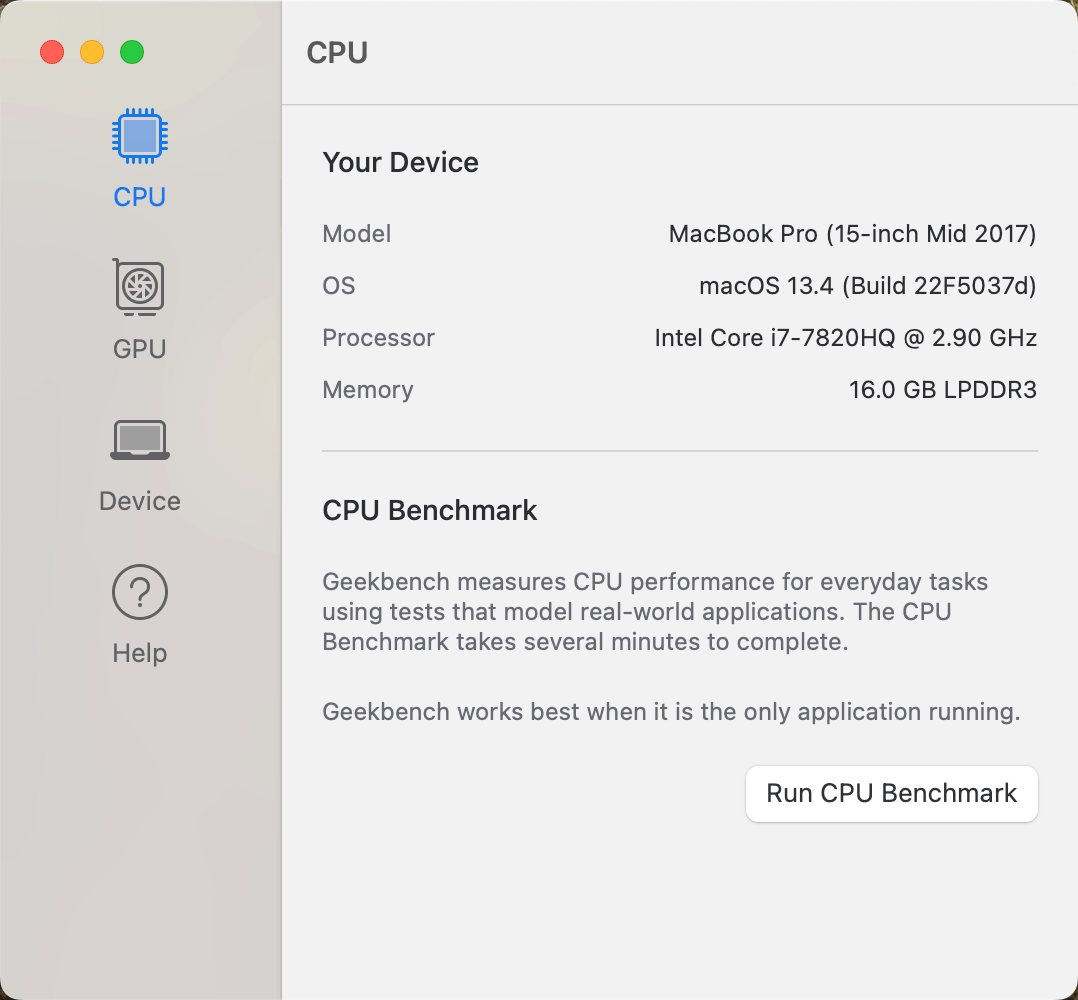 CPU
CPU
GPU
Device
Help
Your Device
Model MacBook Pro (15-inch Mid 2017)
OS macOS 13.4 (Build 22F5037d)
Processor Intel Core i7-7820HQ @ 2.90 GHz
Memory 16.0 GB LPDDR3
CPU Benchmark
Geekbench measures CPU performance for everyday tasks
using tests that model real-world applications. The CPU
Benchmark takes several minutes to complete.
Geekbench works best when it is the only application running.
Run CPU Benchmark